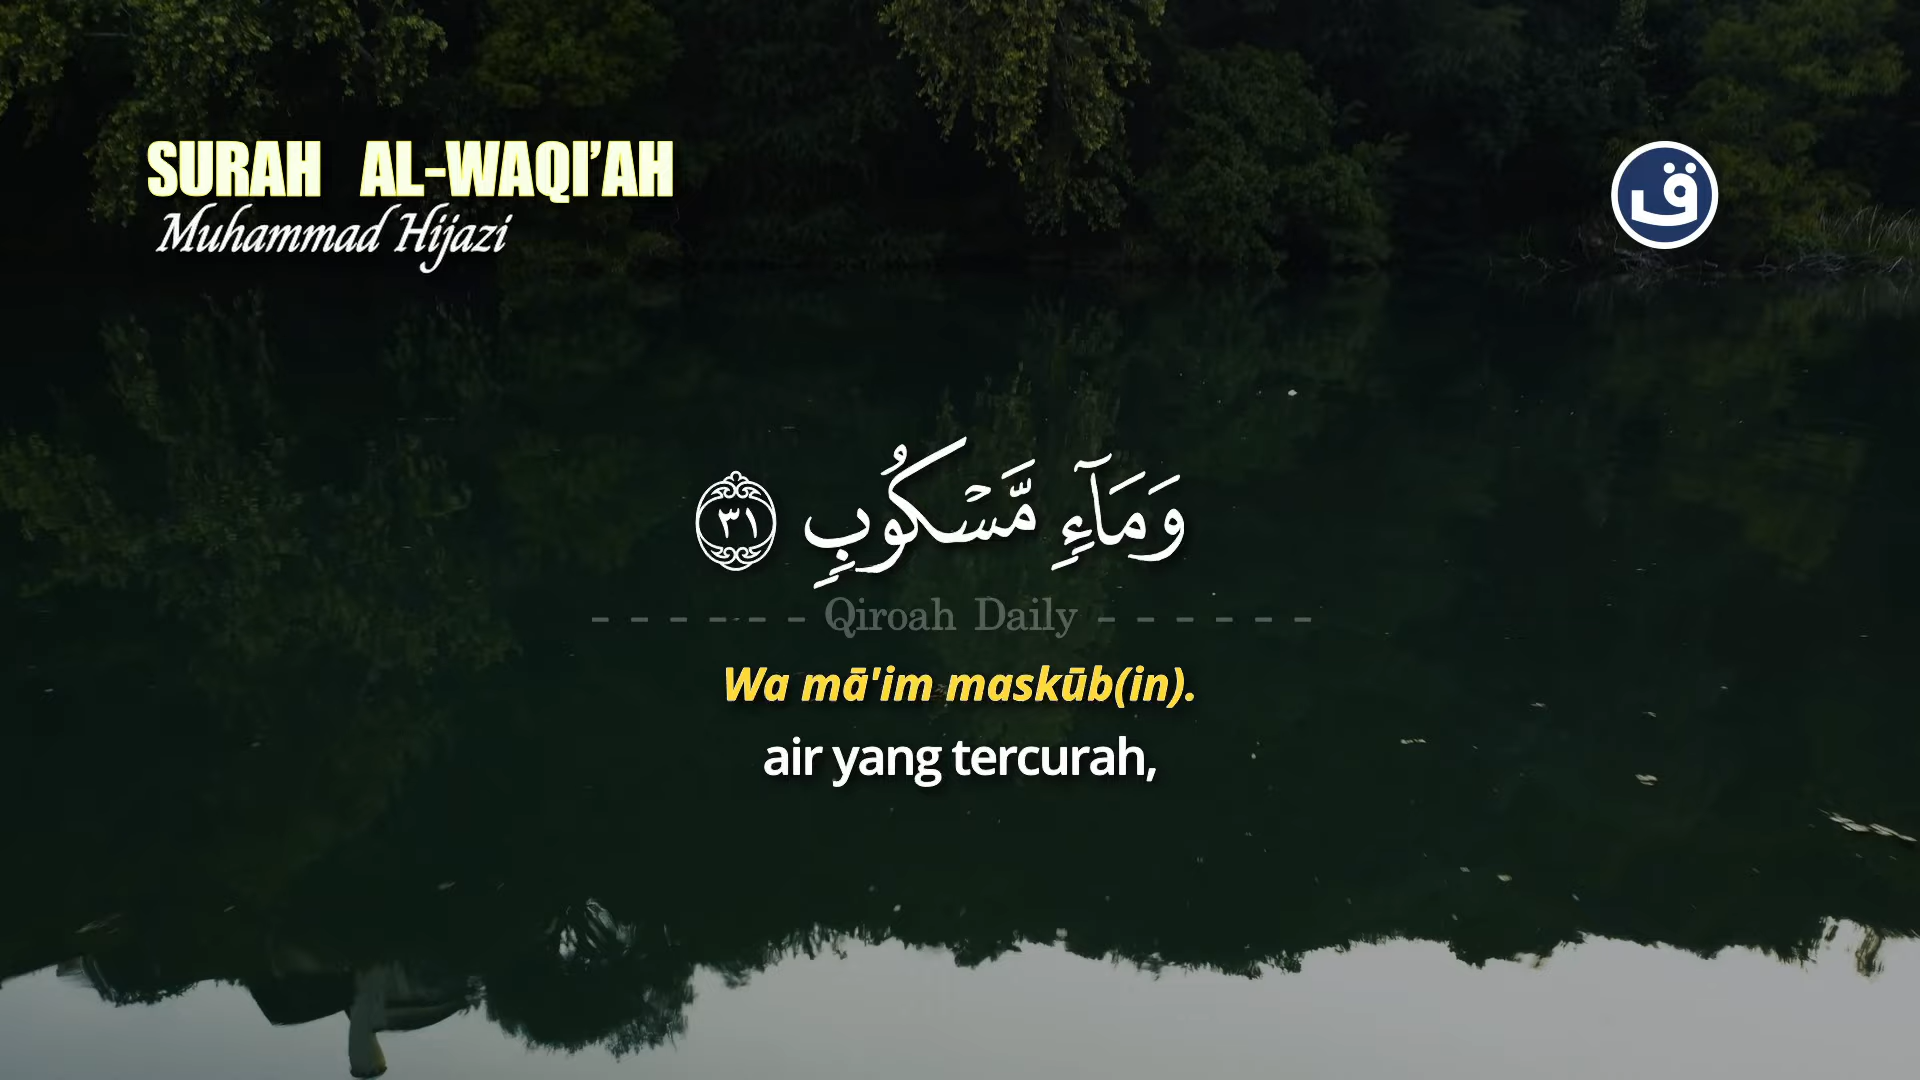 SURAH AL-WAQI’AH
Muhammad Hijazi
ق
وَمَآءٍ مَّسۡكُوبٍ ٣١
- - - - - - Qiroah Daily - - - - - -
Wa mā'im maskūb(in).
air yang tercurah,